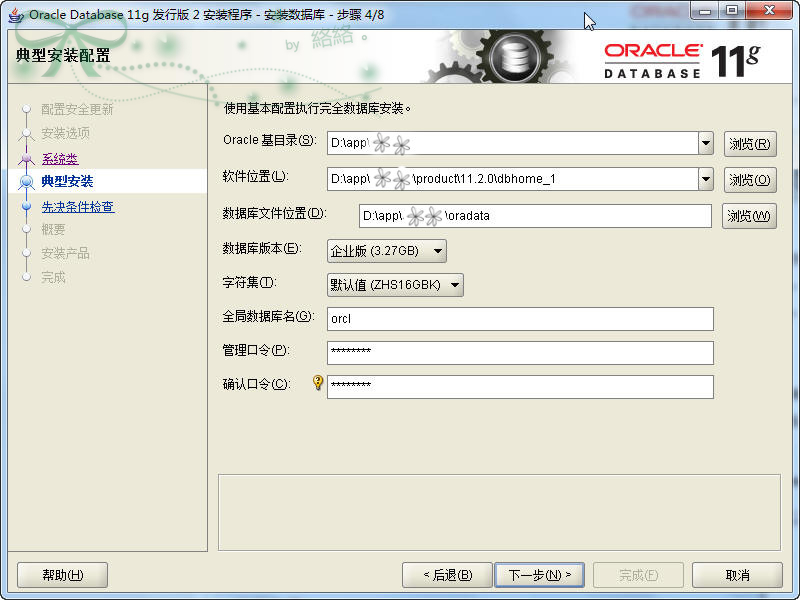 Oracle Database 11g 发行版 2 安装程序 - 安装数据库 - 步骤 4/8
by 絡絡。
典型安装配置
ORACLE
DATABASE 11g
配置安全更新
安装选项
系统类
典型安装
先决条件检查
概要
安装产品
完成
使用基本配置执行完全数据库安装。
Oracle 基目录(S): D:\app\ 浏览(R)
软件位置(L): D:\app\ \product\11.2.0\dbhome_1 浏览(O)
数据库文件位置(D): D:\app\. \oradata 浏览(W)
数据库版本(E): 企业版 (3.27GB)
字符集(T): 默认值 (ZHS16GBK)
全局数据库名(G): orcl
管理口令(P): ********
确认口令(C): ********
帮助(H) < 后退(B) 下一步(N) > 完成(F) 取消